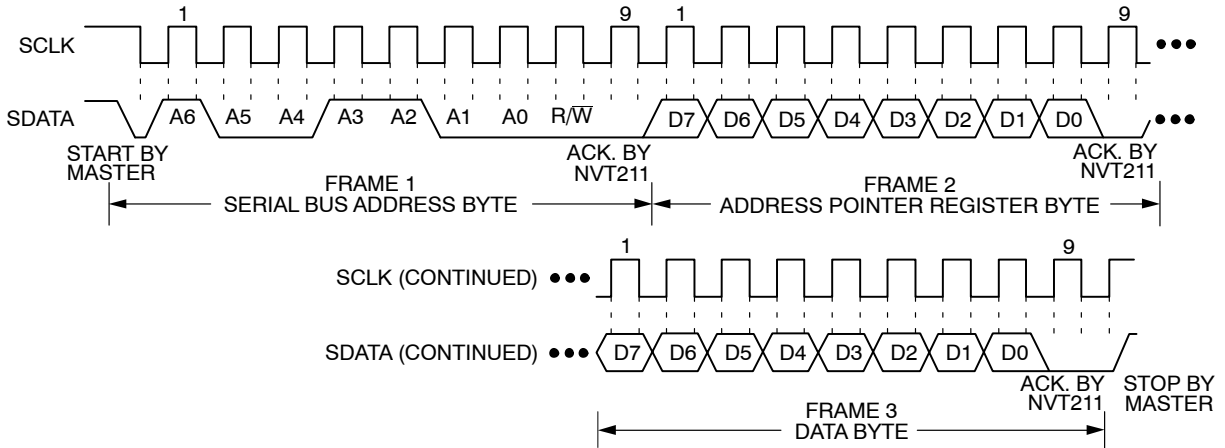 1 9 1 9
SCLK •••
SDATA A6 A5 A4 A3 A2 A1 A0 R/W̅ D7 D6 D5 D4 D3 D2 D1 D0 •••
START BY
MASTER
ACK. BY
NVT211
ACK. BY
NVT211
FRAME 1
SERIAL BUS ADDRESS BYTE
FRAME 2
ADDRESS POINTER REGISTER BYTE
1 9
SCLK (CONTINUED) •••
SDATA (CONTINUED) ••• D7 D6 D5 D4 D3 D2 D1 D0
ACK. BY
NVT211
STOP BY
MASTER
FRAME 3
DATA BYTE